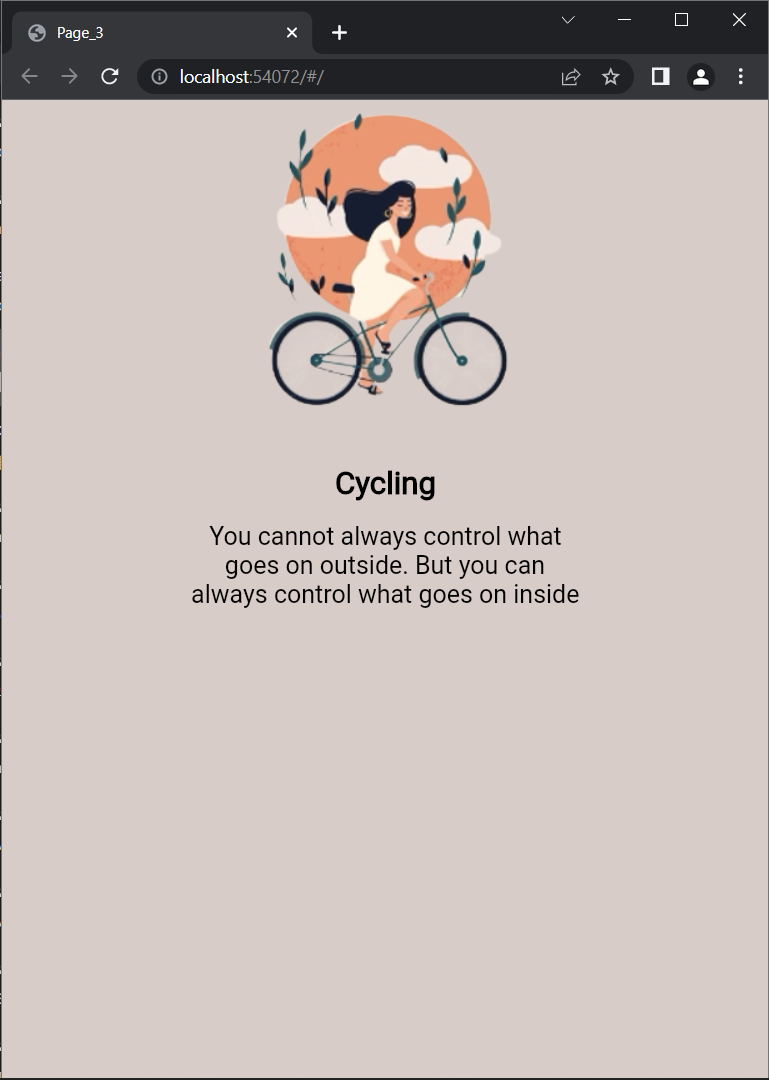 Page_3
localhost:54072/#/
Cycling
You cannot always control what
goes on outside. But you can
always control what goes on inside